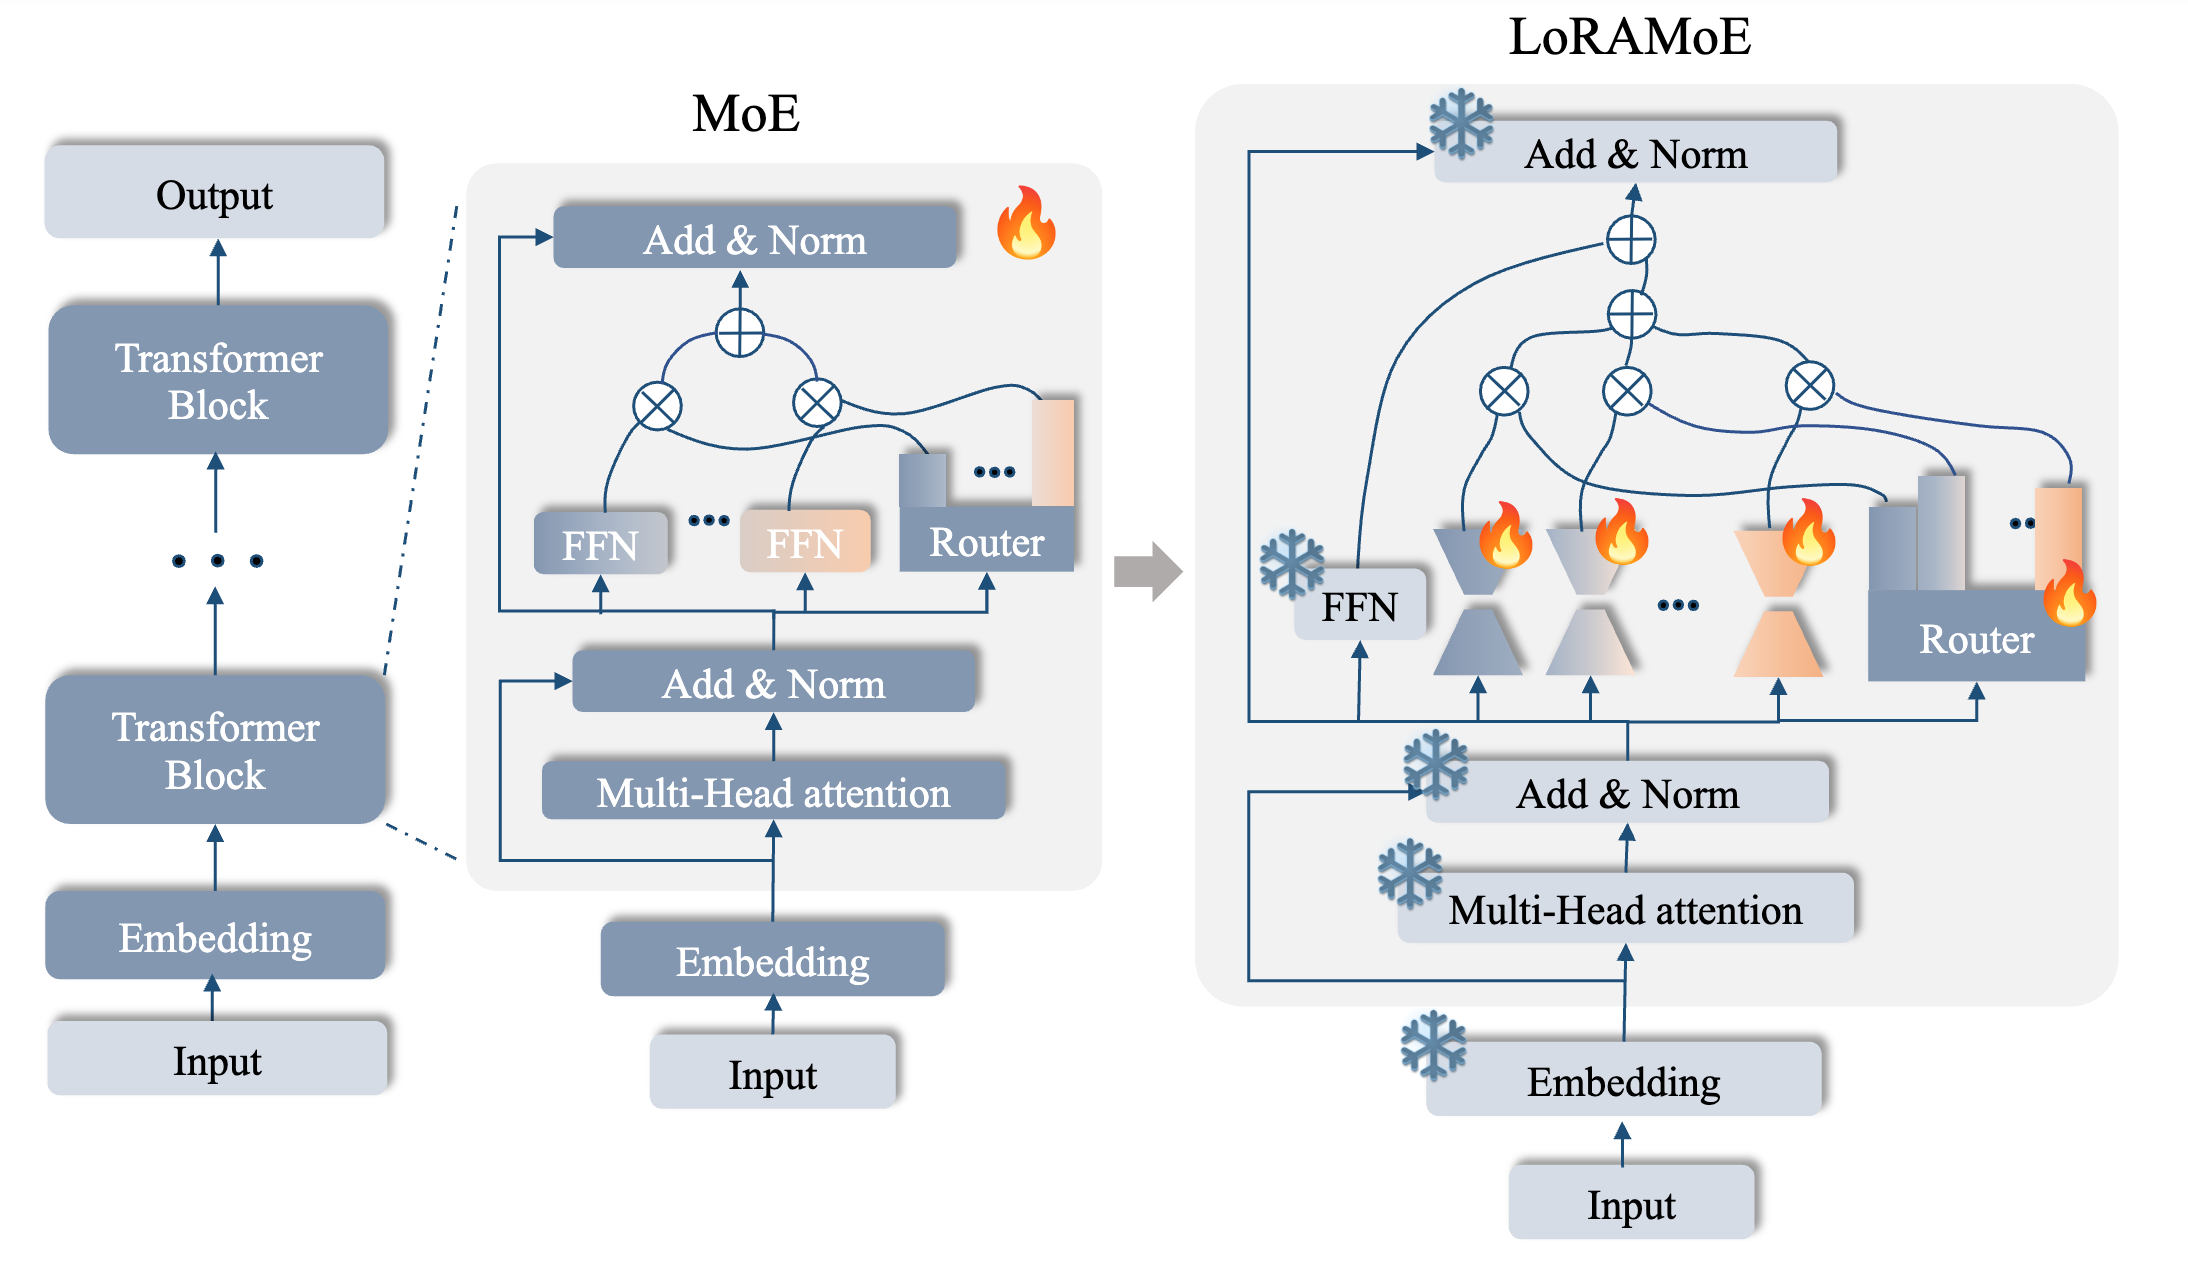 Output
Transformer
Block
Transformer
Block
Embedding
Input
MoE
Add & Norm
FFN
FFN
Router
Add & Norm
Multi-Head attention
Embedding
Input
LoRAMoE
Add & Norm
FFN
Router
Add & Norm
Multi-Head attention
Embedding
Input